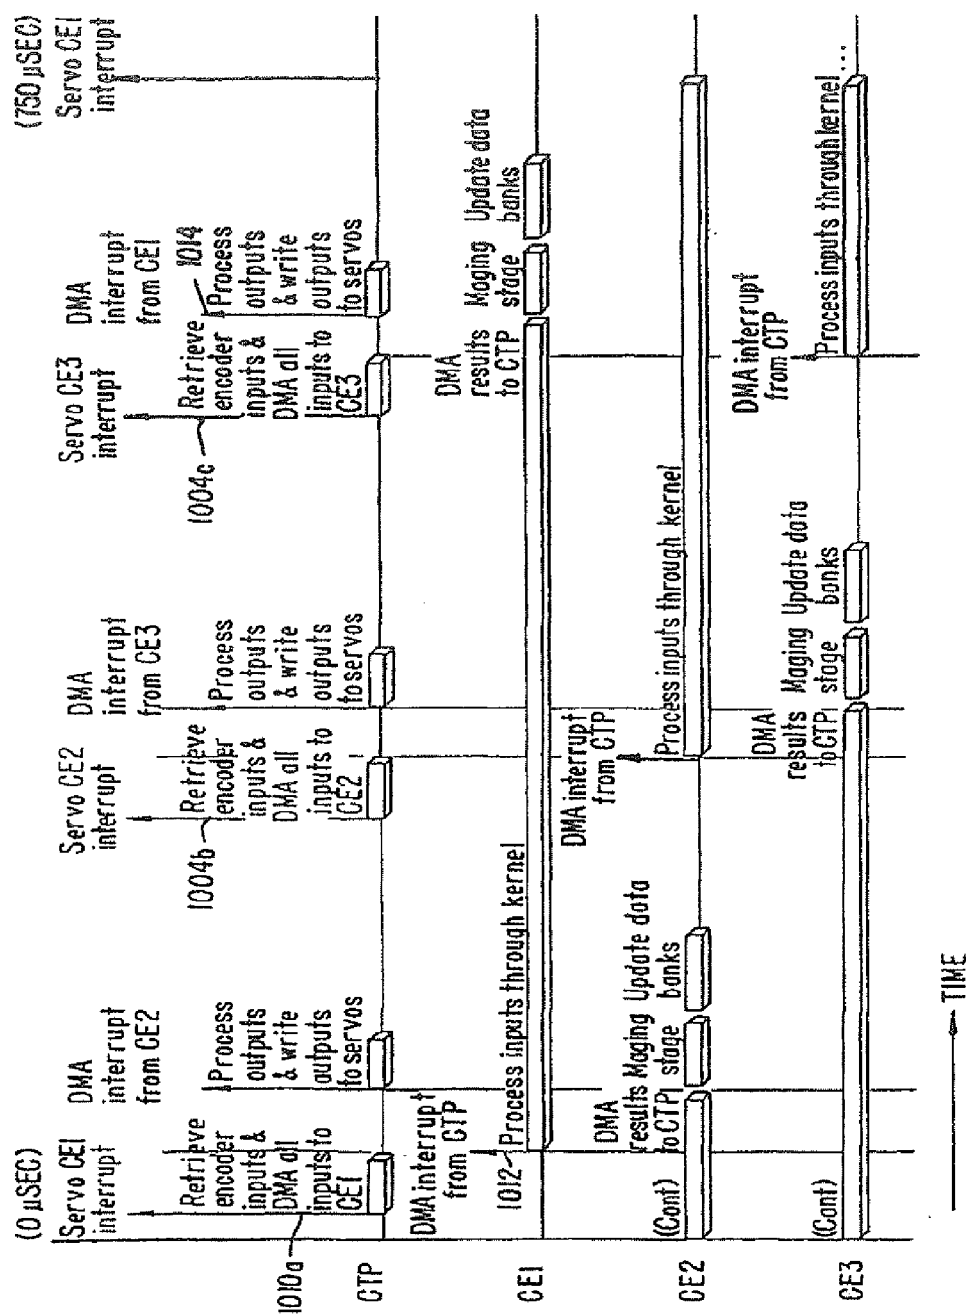 (0 µSEC)
Servo CE1
interrupt
DMA
interrupt
from CE2
Servo CE2
interrupt
DMA
interrupt
from CE3
Servo CE3
interrupt
DMA
interrupt
from CE1
(750 µSEC)
Servo CE1
interrupt
1010a
Retrieve
encoder
inputs &
DMA all
inputs to
CE1
Process
outputs
& write
outputs
to servos
1004b
Retrieve
encoder
inputs &
DMA all
inputs to
CE2
Process
outputs
& write
outputs
to servos
1004c
Retrieve
encoder
inputs &
DMA all
inputs to
CE3
1014
Process
outputs
& write
outputs
to servos
CTP
DMA interrupt
from CTP
1012
Process inputs through kernel
DMA
results
to CTP
Maging
stage
Update data
banks
CE1
(Cont)
DMA
results
to CTP
Maging
stage
Update data
banks
DMA interrupt
from CTP
Process inputs through kernel
CE2
(Cont)
DMA
results
to CTP
Maging
stage
Update data
banks
DMA interrupt
from CTP
Process inputs through kernel...
CE3
TIME